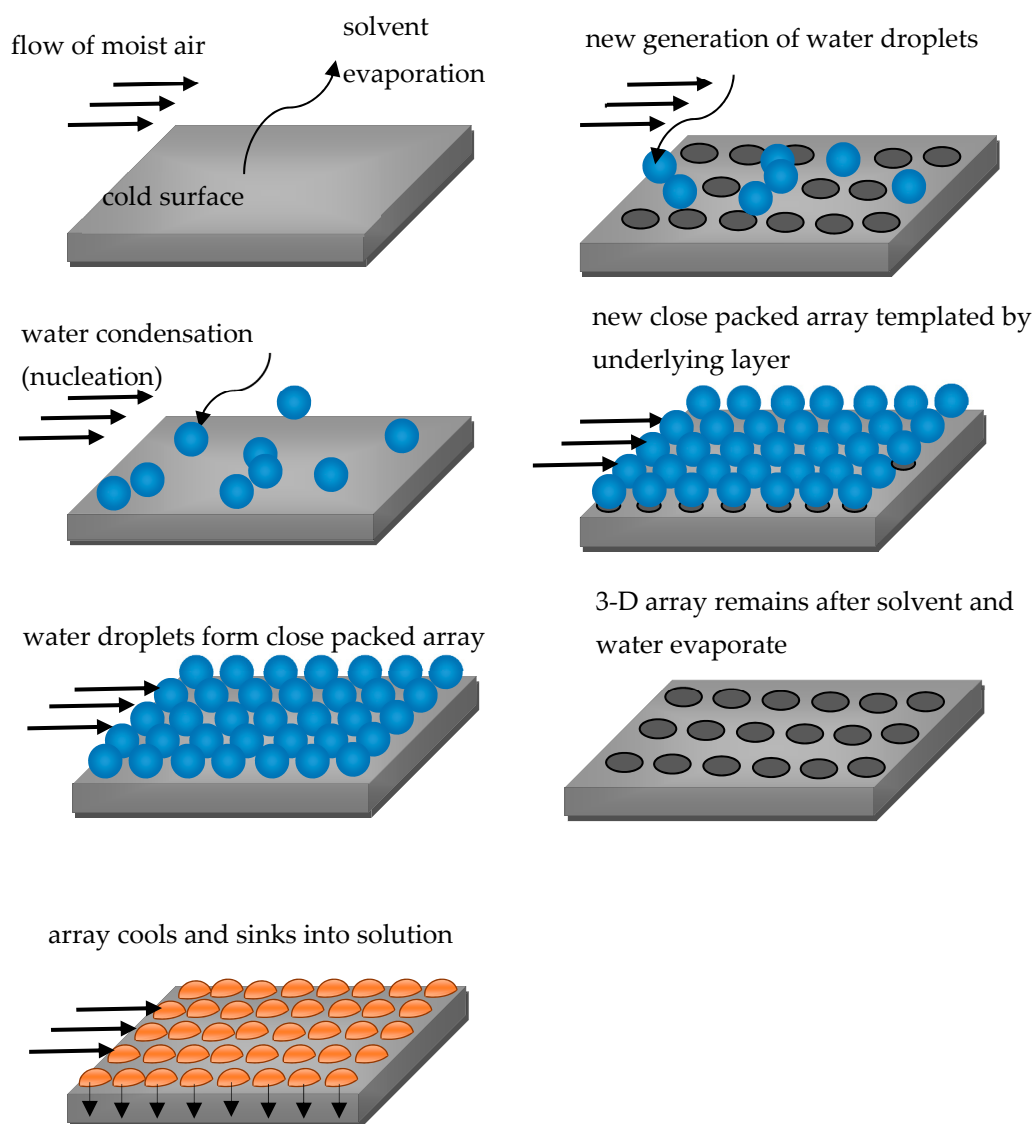 flow of moist air
solvent
evaporation
cold surface
water condensation
(nucleation)
water droplets form close packed array
array cools and sinks into solution
new generation of water droplets
new close packed array templated by
underlying layer
3-D array remains after solvent and
water evaporate